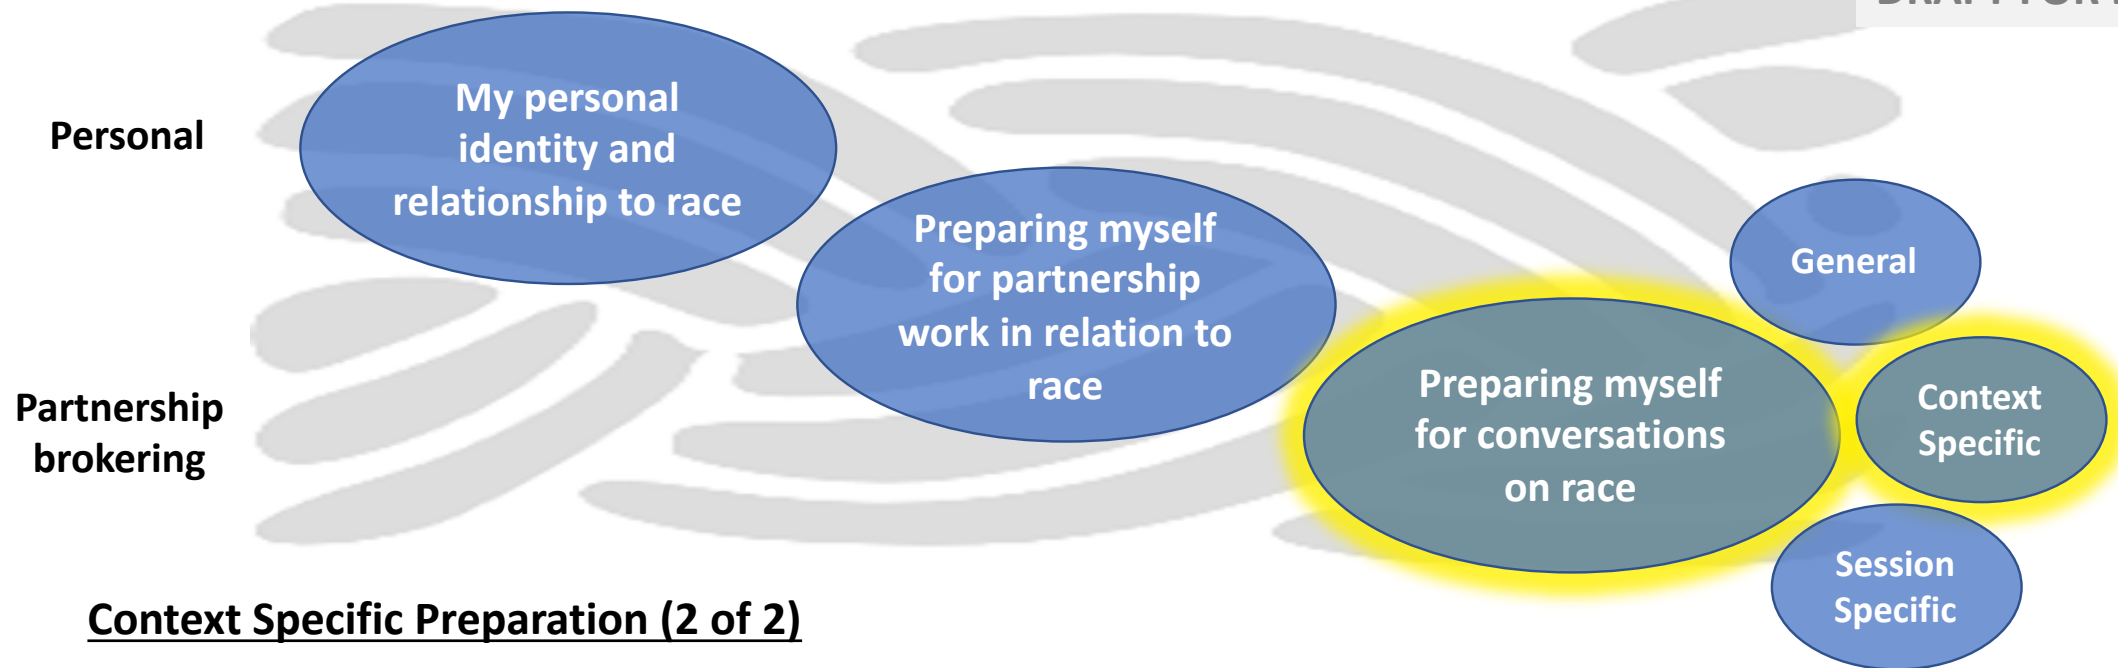 Personal
My personal
identity and
relationship to race
Preparing myself
for partnership
work in relation to
race
General
Partnership
brokering
Preparing myself
for conversations
on race
Context
Specific
Session
Specific
Context Specific Preparation (2 of 2)